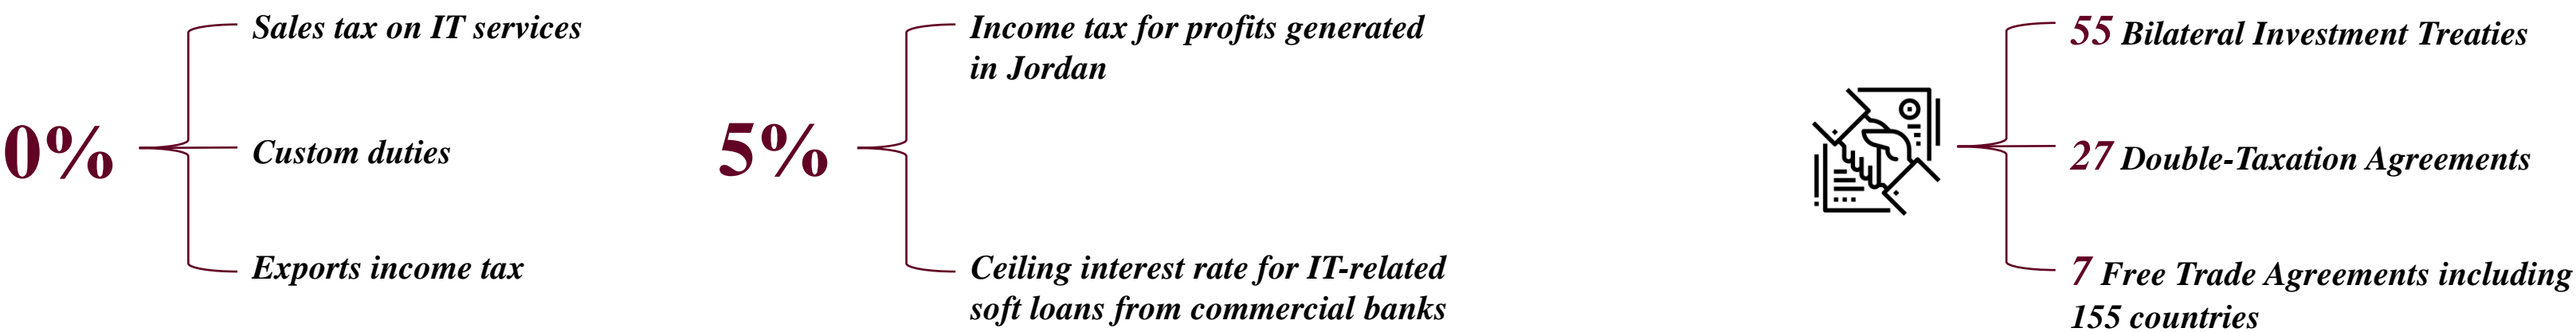 0%
Sales tax on IT services
Custom duties
Exports income tax
5%
Income tax for profits generated
in Jordan
Ceiling interest rate for IT-related
soft loans from commercial banks
55 Bilateral Investment Treaties
27 Double-Taxation Agreements
7 Free Trade Agreements including
155 countries